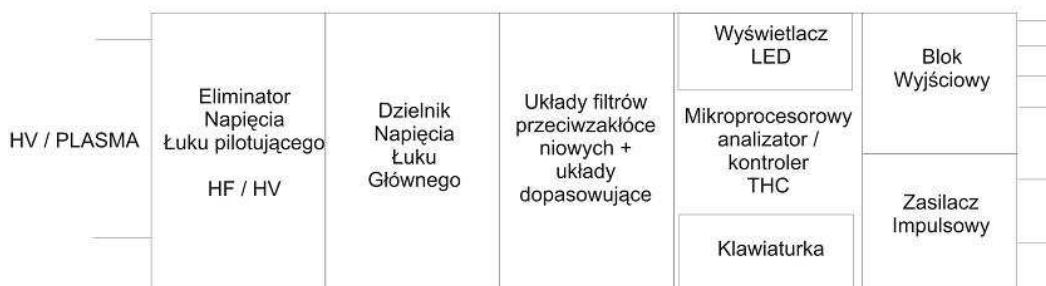 HV / PLASMA
Eliminator
Napięcia
Łuku pilotującego
HF / HV
Dzielnik
Napięcia
Łuku
Głównego
Układy filtrów
przeciwzakłóce
niowych +
układy
dopasowujące
Wyświetlacz
LED
Mikroprocesorowy
analizator /
kontroler
THC
Klawiaturka
Blok
Wyjściowy
Zasilacz
Impulsowy